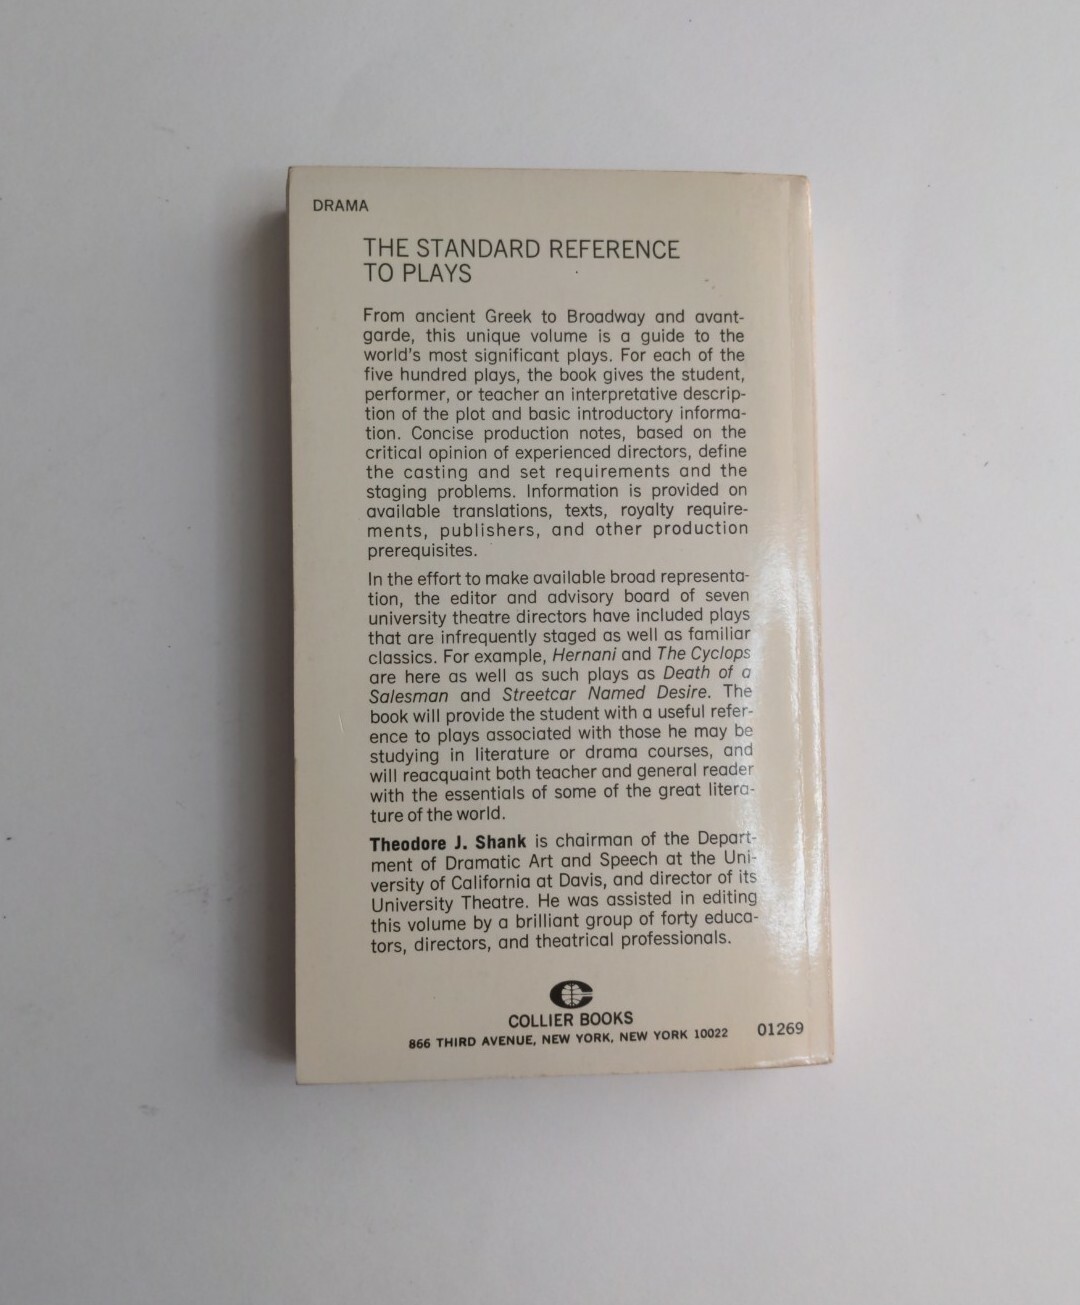 DRAMA
THE STANDARD REFERENCE
TO PLAYS
From ancient Greek to Broadway and avant-
garde, this unique volume is a guide to the
world's most significant plays. For each of the
five hundred plays, the book gives the student,
performer, or teacher an interpretative descrip-
tion of the plot and basic introductory informa-
tion. Concise production notes, based on the
critical opinion of experienced directors, define
the casting and set requirements and the
staging problems. Information is provided on
available translations, texts, royalty require-
ments, publishers, and other production
prerequisites.
In the effort to make available broad representa-
tion, the editor and advisory board of seven
university theatre directors have included plays
that are infrequently staged as well as familiar
classics. For example, Hernani and The Cyclops
are here as well as such plays as Death of a
Salesman and Streetcar Named Desire. The
book will provide the student with a useful refer-
ence to plays associated with those he may be
studying in literature or drama courses, and
will reacquaint both teacher and general reader
with the essentials of some of the great litera-
ture of the world.
Theodore J. Shank is chairman of the Depart-
ment of Dramatic Art and Speech at the Uni-
versity of California at Davis, and director of its
University Theatre. He was assisted in editing
this volume by a brilliant group of forty educa-
tors, directors, and theatrical professionals.
COLLIER BOOKS
866 THIRD AVENUE, NEW YORK, NEW YORK 10022
01269